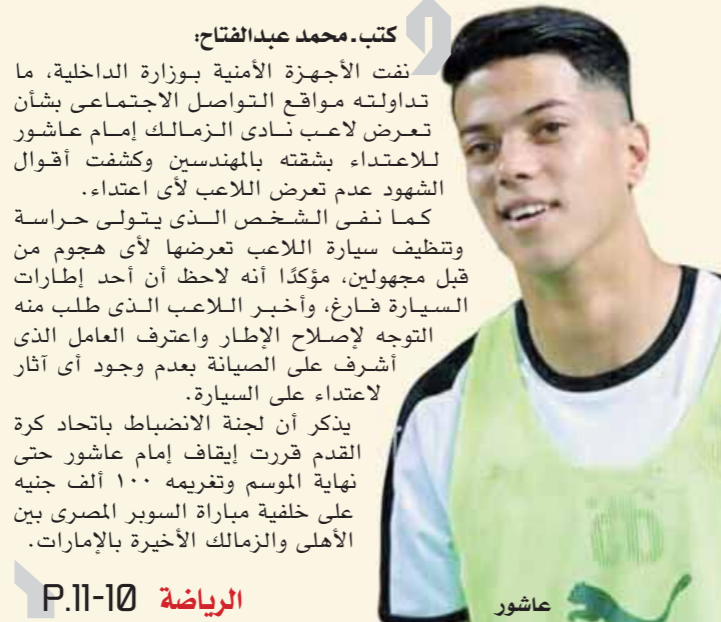 كتب. محمد عبدالفتاح:
نفت الأجهزة الأمنية بوزارة الداخلية، ما
تداولته مواقع التواصل الاجتماعى بشأن
تعرض لاعب نادى الزمالك إمام عاشور
للاعتداء بشقته بالمهندسين وكشفت أقوال
الشهود عدم تعرض اللاعب لأى اعتداء.
كما نفى الشخص الذى يتولى حراسة
وتنظيف سيارة اللاعب تعرضها لأى هجوم من
قبل مجهولين، مؤكدًا أنه لاحظ أن أحد إطارات
السيارة فارغ، وأخبر اللاعب الذى طلب منه
التوجه لإصلاح الإطار واعترف العامل الذى
أشرف على الصيانة بعدم وجود أى آثار
لاعتداء على السيارة.
يذكر أن لجنة الانضباط باتحاد كرة
القدم قررت إيقاف إمام عاشور حتى
نهاية الموسم وتغريمه ١٠٠ ألف جنيه
على خلفية مباراة السوبر المصرى بين
الأهلى والزمالك الأخيرة بالإمارات.
الرياضة P.11-10
عاشور